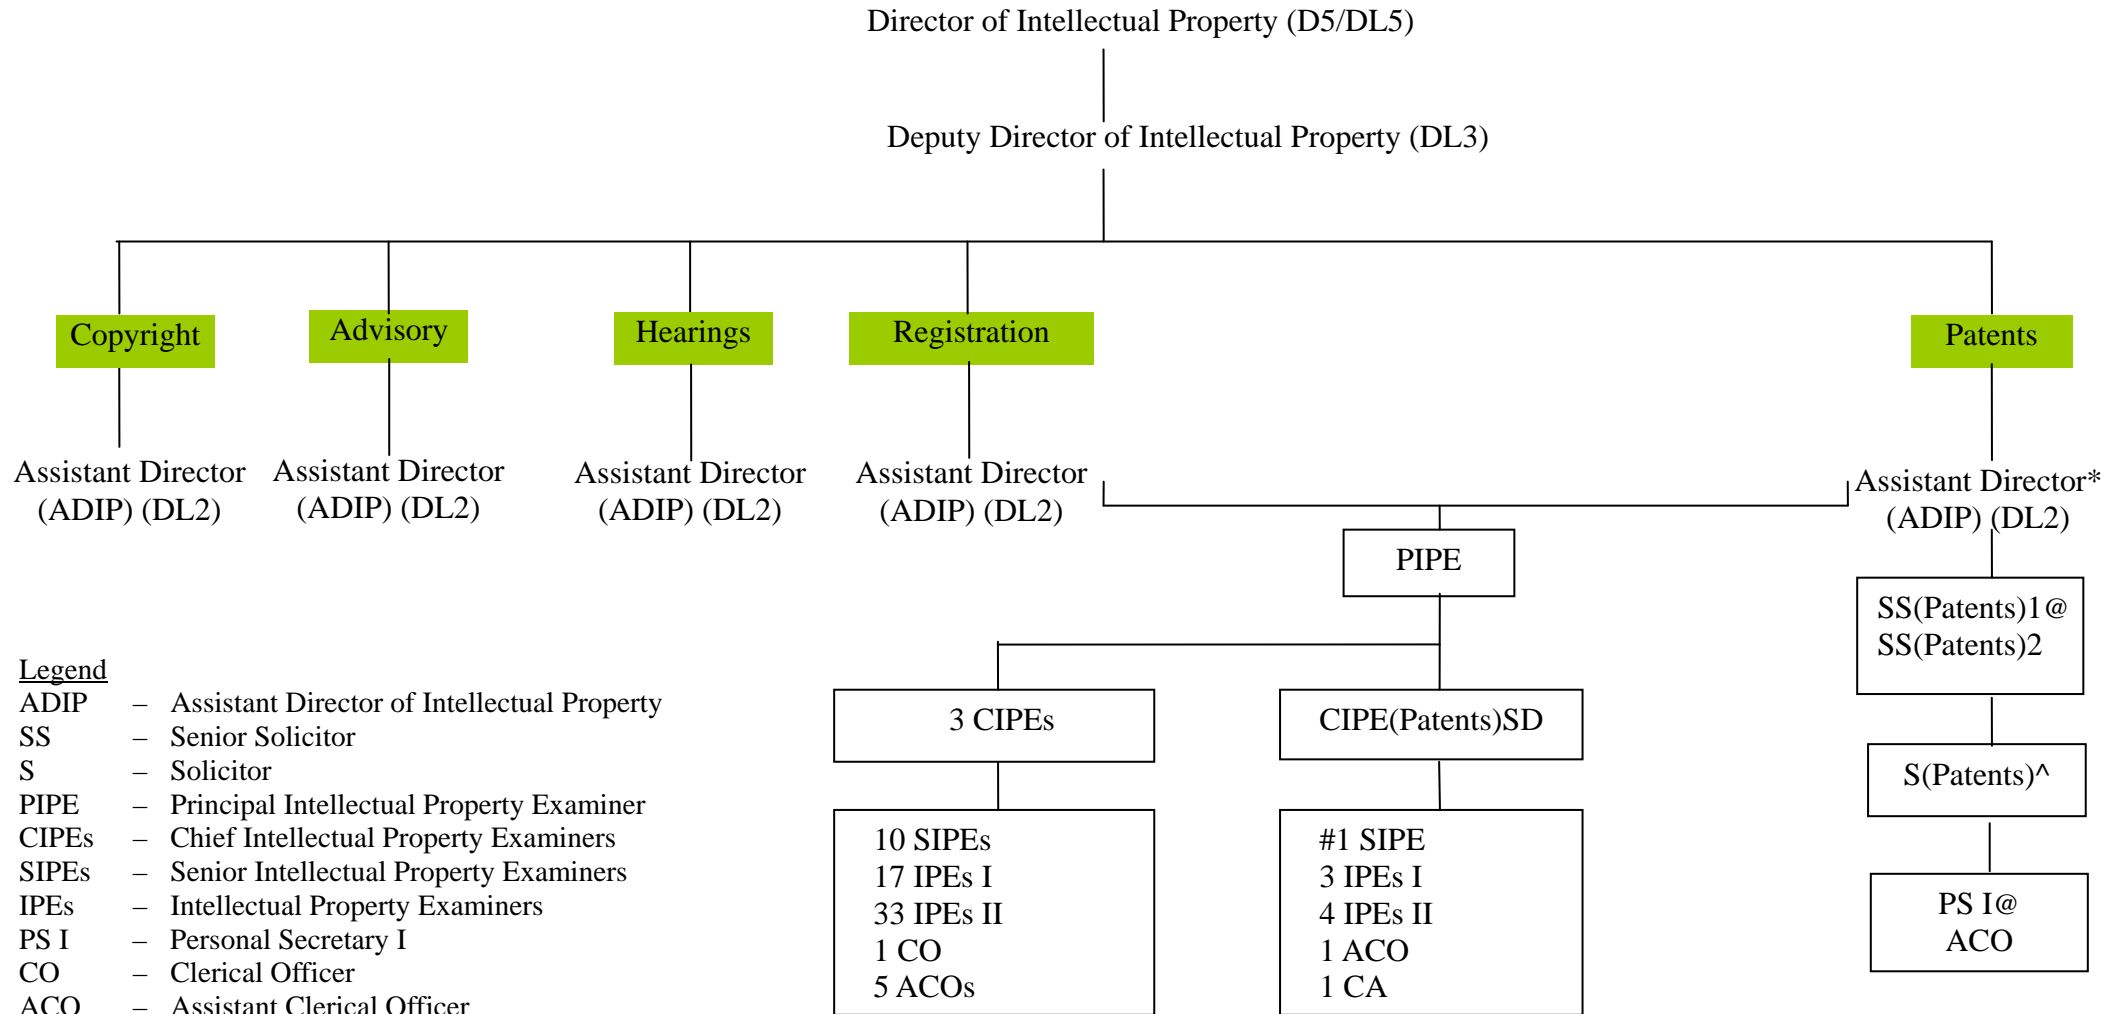 Director of Intellectual Property (D5/DL5)
Deputy Director of Intellectual Property (DL3)
Copyright
Advisory
Hearings
Registration
Patents
Assistant Director
(ADIP) (DL2)
Assistant Director
(ADIP) (DL2)
Assistant Director
(ADIP) (DL2)
Assistant Director
(ADIP) (DL2)
Assistant Director*
(ADIP) (DL2)
PIPE
SS(Patents)1@
SS(Patents)2
3 CIPEs
CIPE(Patents)SD
S(Patents)^
10 SIPEs
17 IPEs I
33 IPEs II
1 CO
5 ACOs
#1 SIPE
3 IPEs I
4 IPEs II
1 ACO
1 CA
PS I@
ACO
Legend
ADIP – Assistant Director of Intellectual Property
SS – Senior Solicitor
S – Solicitor
PIPE – Principal Intellectual Property Examiner
CIPEs – Chief Intellectual Property Examiners
SIPEs – Senior Intellectual Property Examiners
IPEs – Intellectual Property Examiners
PS I – Personal Secretary I
CO – Clerical Officer
ACO – Assistant Clerical Officer